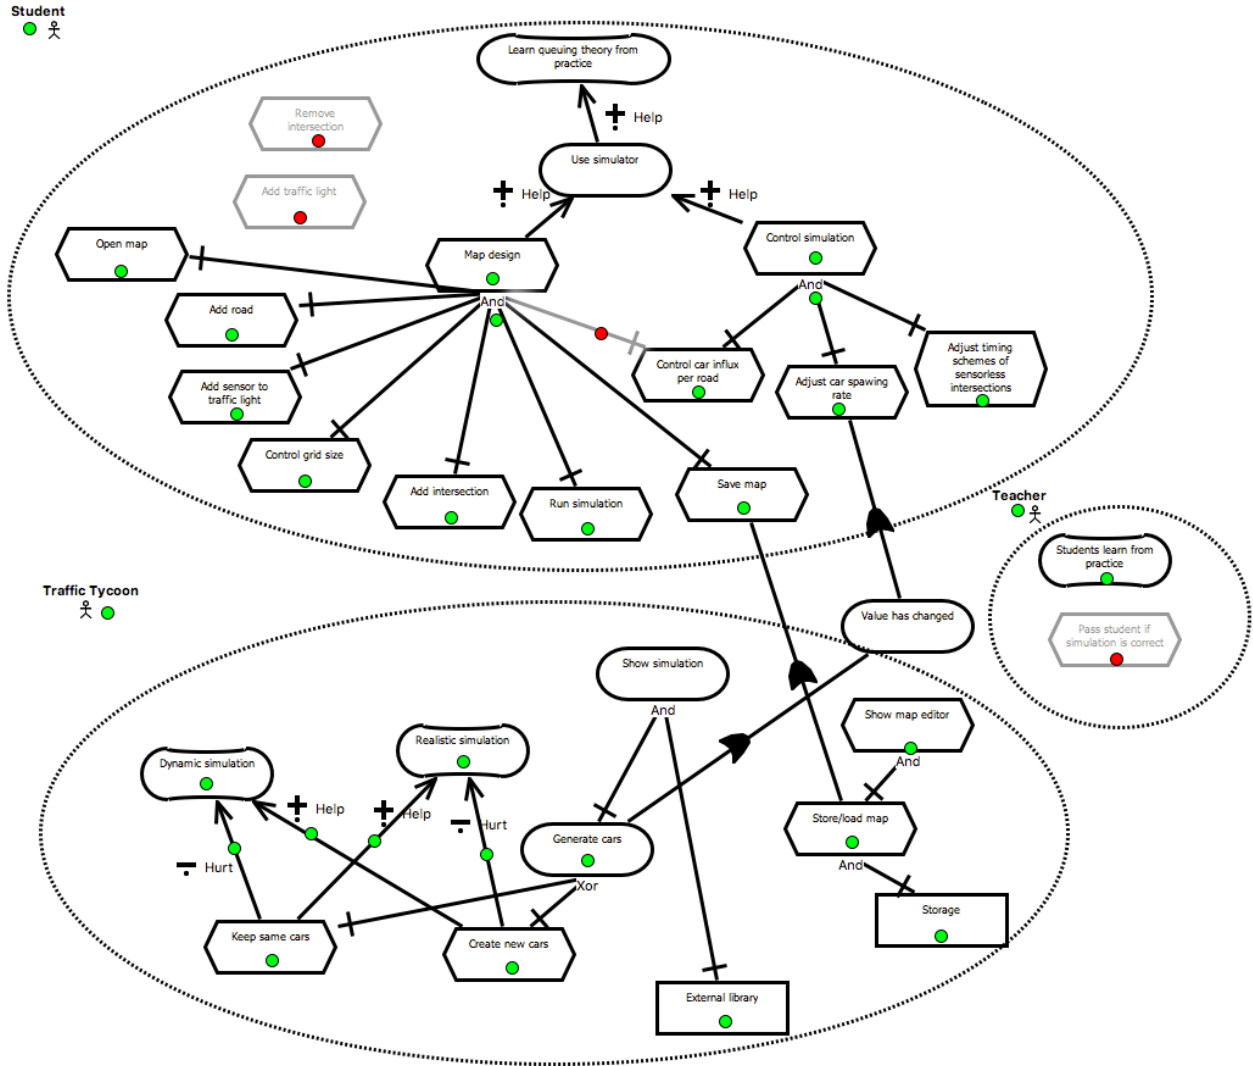 Student
Learn queuing theory from
practice
Remove
intersection
Help
Use simulator
Add traffic light
Help
Help
Open map
Map design
Control simulation
And
And
Add road
Control car influx
per road
Adjust car spawing
rate
Adjust timing
schemes of
sensorless
intersections
Add sensor to
traffic light
Control grid size
Add intersection
Run simulation
Save map
Teacher
Students learn from
practice
Pass student if
simulation is correct
Traffic Tycoon
Value has changed
Show simulation
And
Show map editor
And
Dynamic simulation
Realistic simulation
Help
Help
Hurt
Hurt
Generate cars
Xor
Store/load map
And
Storage
Keep same cars
Create new cars
External library